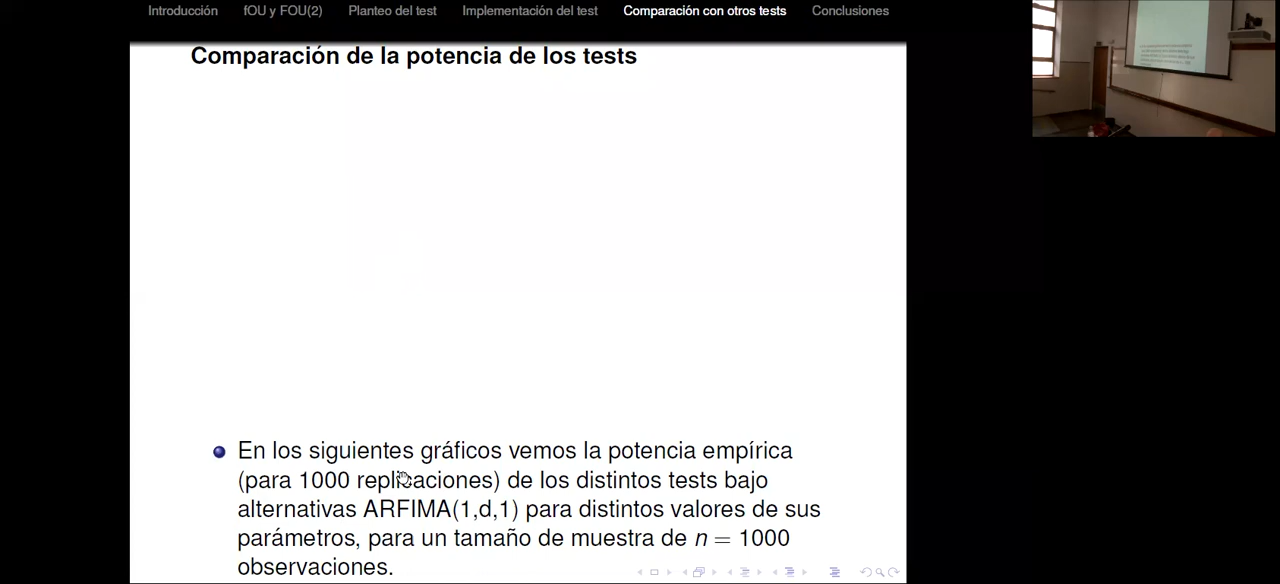 Introducción fOU y FOU(2) Planteo del test Implementación del test Comparación con otros tests Conclusiones
Comparación de la potencia de los tests
En los siguientes gráficos vemos la potencia empírica
(para 1000 replicaciones) de los distintos tests bajo
alternativas ARFIMA(1,d,1) para distintos valores de sus
parámetros, para un tamaño de muestra de n = 1000
observaciones.